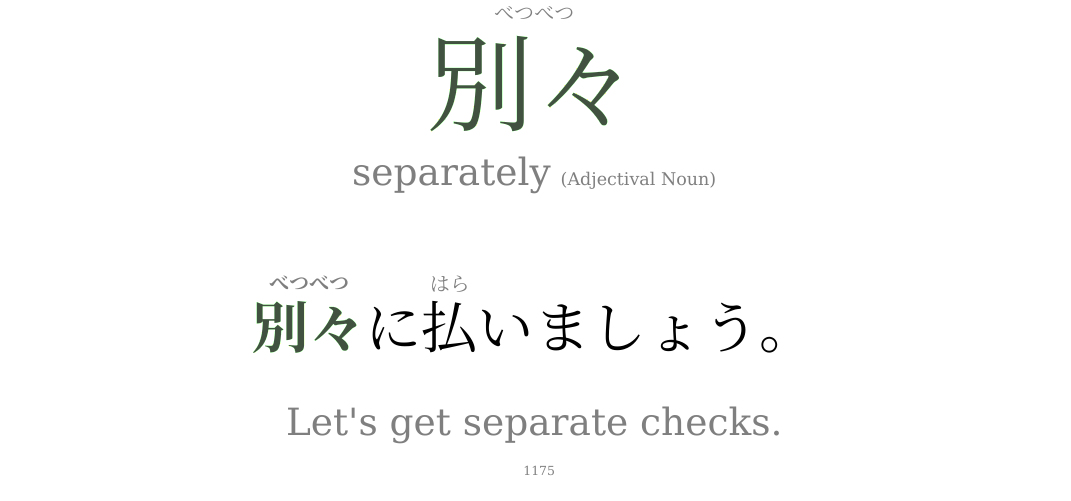 べつべつ
別々
separately (Adjectival Noun)
べつべつ はら
別々に払いましょう。
Let's get separate checks.
1175